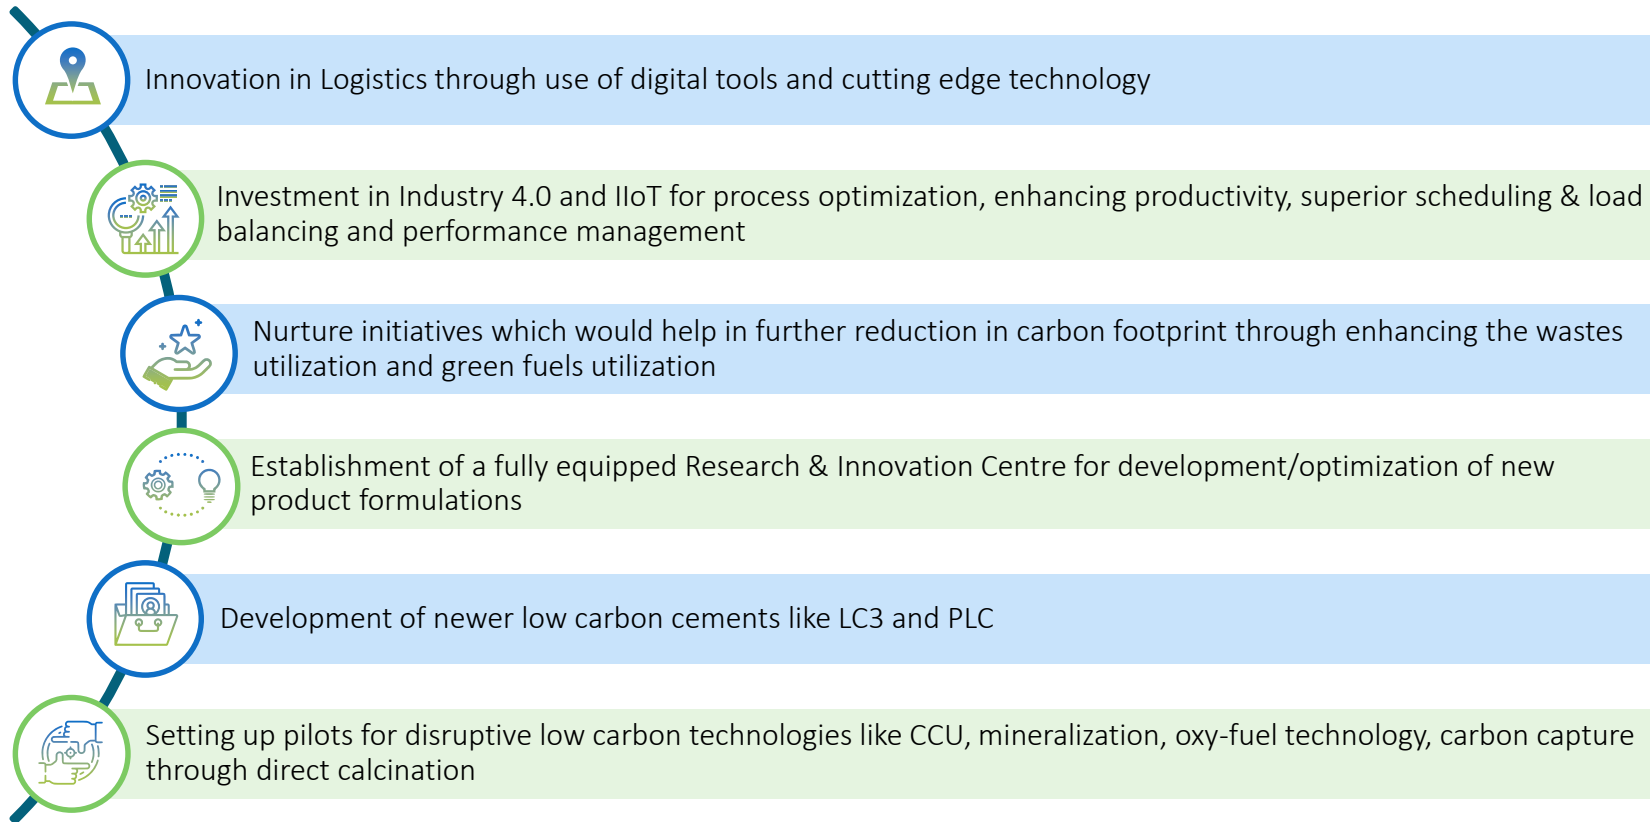 Innovation in Logistics through use of digital tools and cutting edge technology
Investment in Industry 4.0 and IIoT for process optimization, enhancing productivity, superior scheduling & load
balancing and performance management
Nurture initiatives which would help in further reduction in carbon footprint through enhancing the wastes
utilization and green fuels utilization
Establishment of a fully equipped Research & Innovation Centre for development/optimization of new
product formulations
Development of newer low carbon cements like LC3 and PLC
Setting up pilots for disruptive low carbon technologies like CCU, mineralization, oxy-fuel technology, carbon capture
through direct calcination